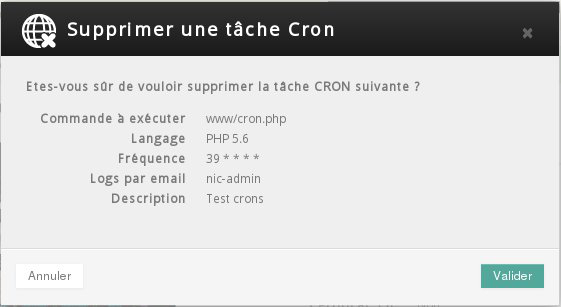 Supprimer une tâche Cron
Etes-vous sûr de vouloir supprimer la tâche CRON suivante ?
Commande à exécuter www/cron.php
Langage PHP 5.6
Fréquence 39 * * * *
Logs par email nic-admin
Description Test crons
Annuler Valider